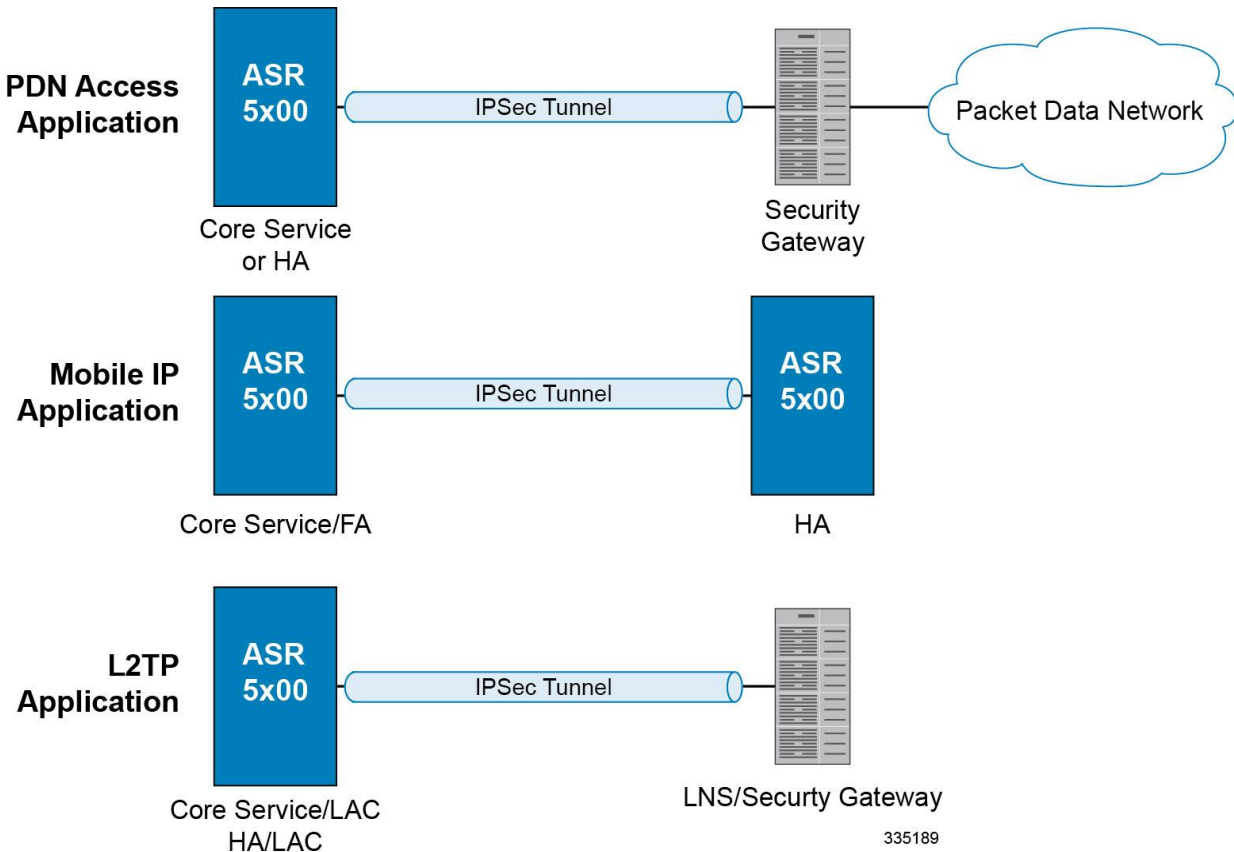 PDN Access
Application
ASR
5x00
IPSec Tunnel
Packet Data Network
Core Service
or HA
Security
Gateway
Mobile IP
Application
ASR
5x00
IPSec Tunnel
ASR
5x00
Core Service/FA
HA
L2TP
Application
ASR
5x00
IPSec Tunnel
Core Service/LAC
HA/LAC
LNS/Securty Gateway
335189